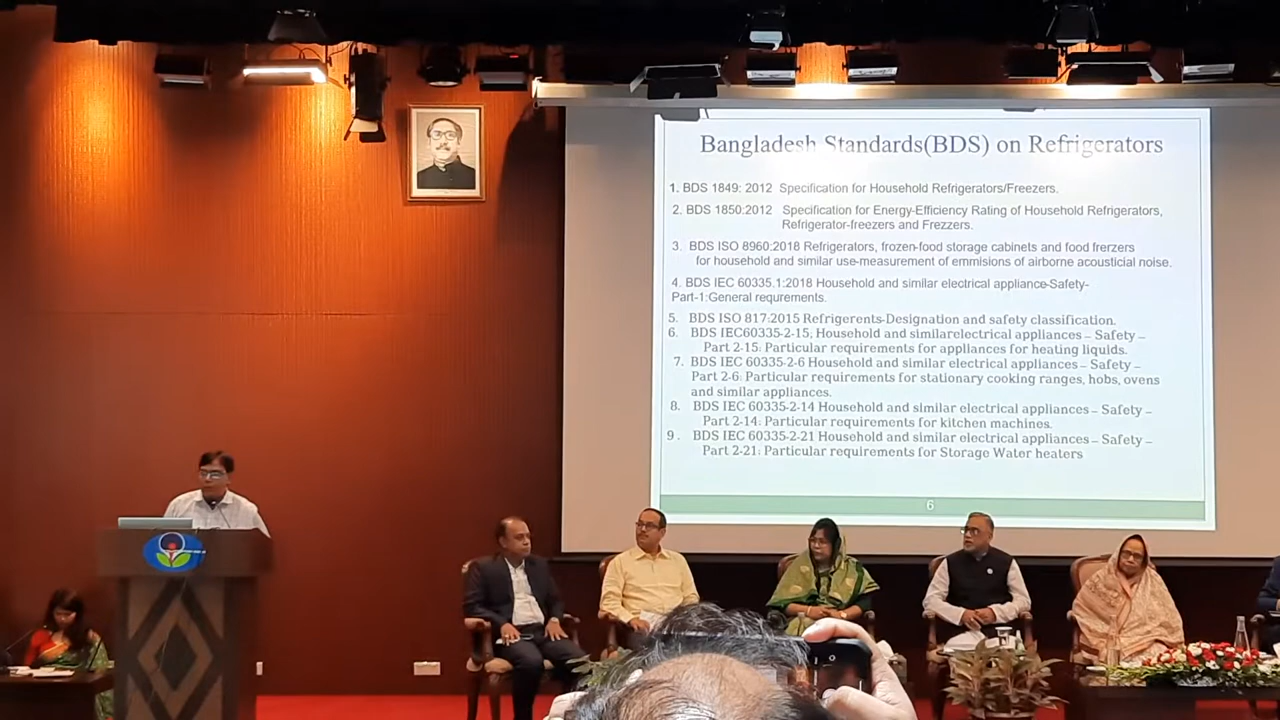 Bangladesh Standards(BDS) on Refrigerators
1. BDS 1849: 2012 Specification for Household Refrigerators/Freezers.
2. BDS 1850:2012 Specification for Energy-Efficiency Rating of Household Refrigerators,
Refrigerator-freezers and Frezzers.
3. BDS ISO 8960:2018 Refrigerators, frozen-food storage cabinets and food frerzers
for household and similar use-measurement of emmisions of airborne acousticial noise.
4. BDS IEC 60335.1:2018 Household and similar electrical appliance-Safety-
Part-1:General requrements.
5. BDS ISO 817:2015 Refrigerents-Designation and safety classification.
6. BDS IEC60335-2-15, Household and similarelectrical appliances – Safety –
Part 2-15: Particular requirements for appliances for heating liquids.
7. BDS IEC 60335-2-6 Household and similar electrical appliances – Safety –
Part 2-6: Particular requirements for stationary cooking ranges, hobs, ovens
and similar appliances.
8. BDS IEC 60335-2-14 Household and similar electrical appliances – Safety –
Part 2-14: Particular requirements for kitchen machines.
9. BDS IEC 60335-2-21 Household and similar electrical appliances – Safety –
Part 2-21: Particular requirements for Storage Water heaters
6